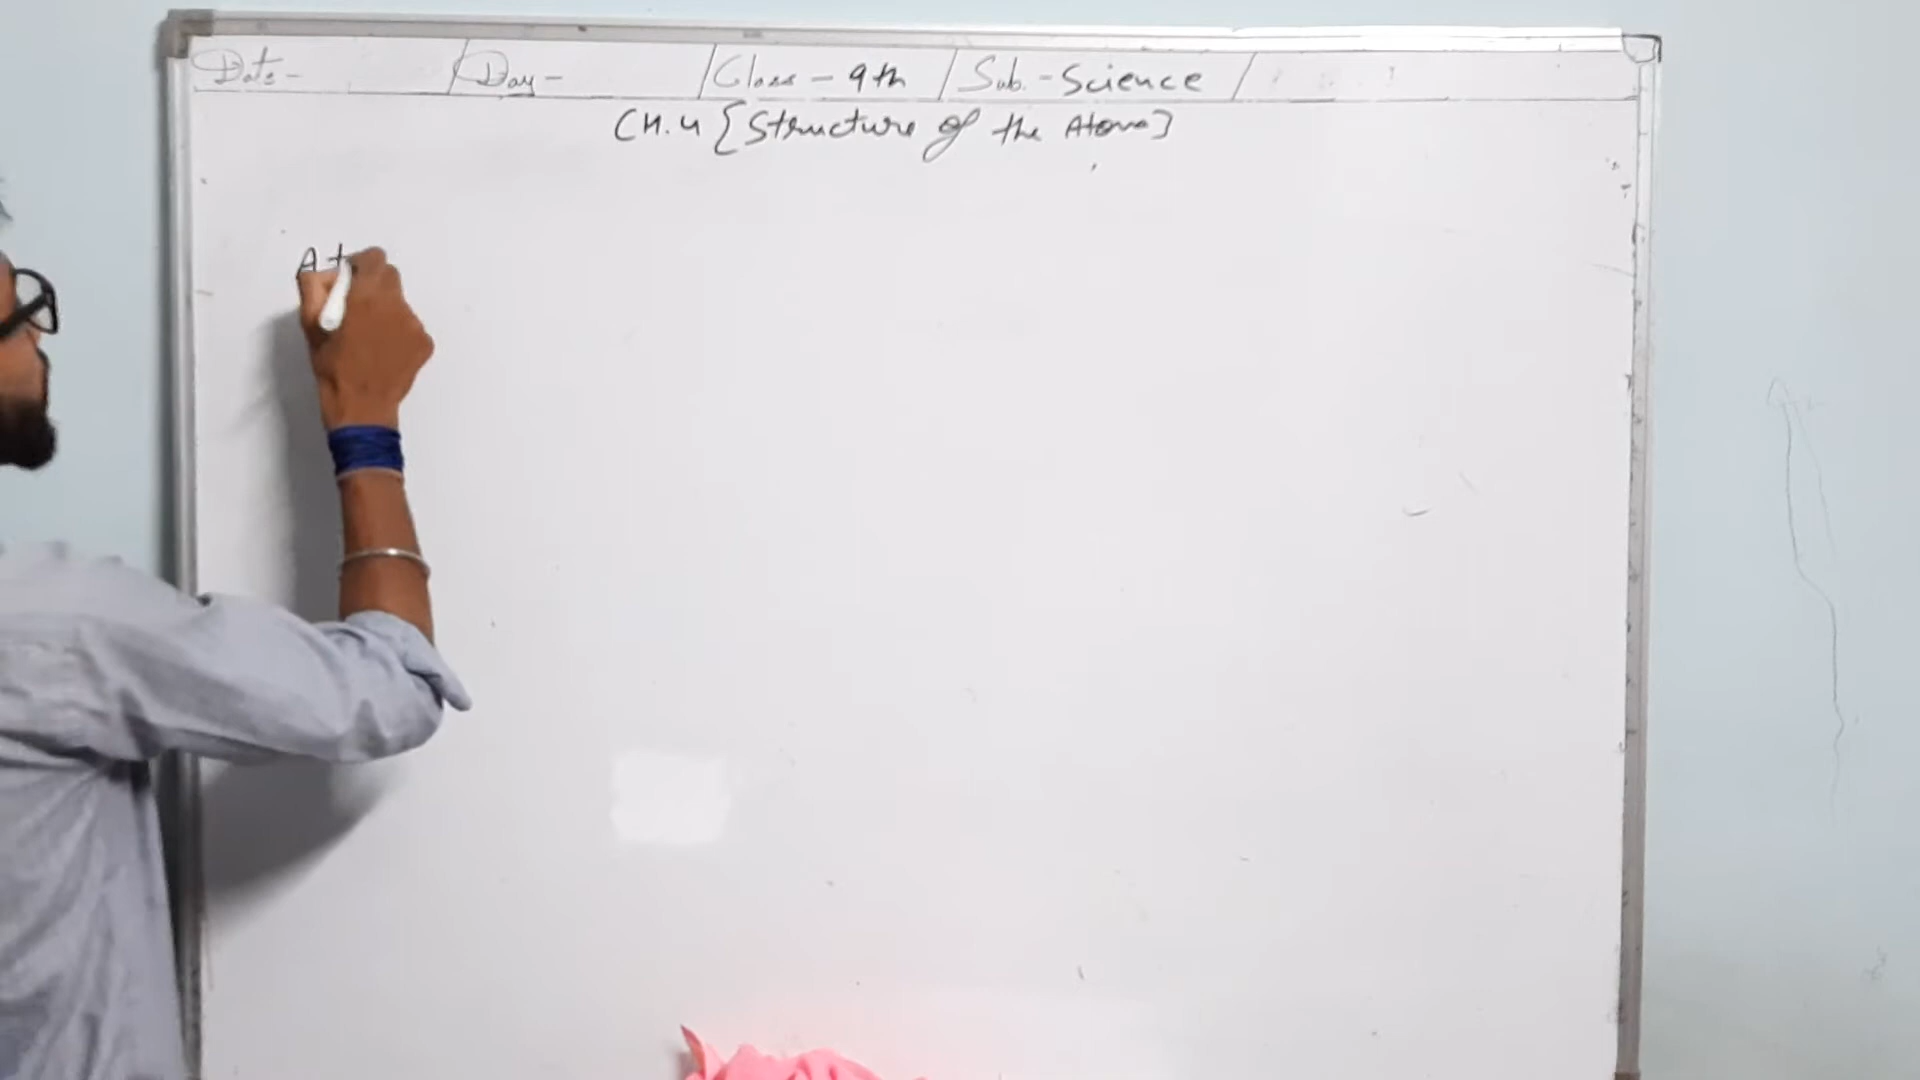 Date - / Day - / Class - 9th / Sub. - Science /
CH.4 [Structure of the Atom]
At